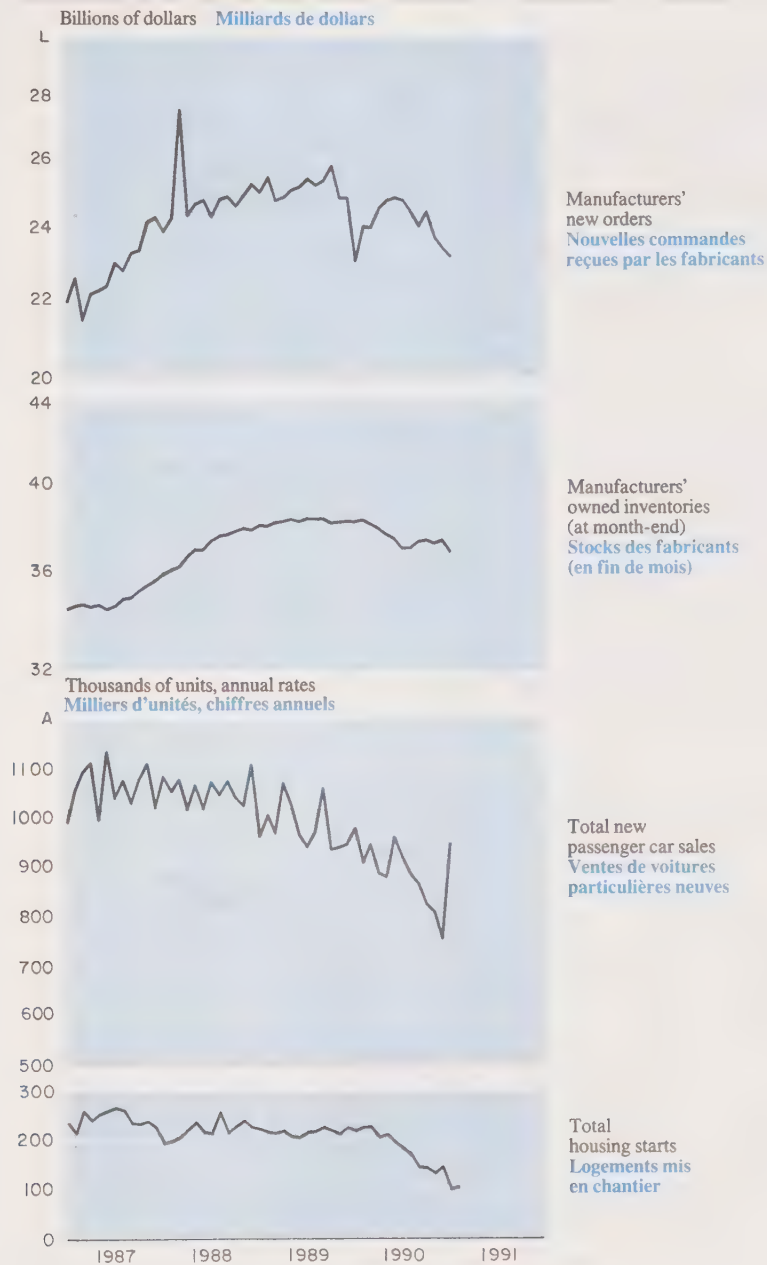 Billions of dollars Milliards de dollars
L
28
26
24
22
20
Manufacturers'
new orders
Nouvelles commandes
reçues par les fabricants
44
40
36
32
Manufacturers'
owned inventories
(at month-end)
Stocks des fabricants
(en fin de mois)
Thousands of units, annual rates
Milliers d'unités, chiffres annuels
A
1100
1000
900
800
700
600
500
Total new
passenger car sales
Ventes de voitures
particulières neuves
300
200
100
0
Total
housing starts
Logements mis
en chantier
1987 1988 1989 1990 1991